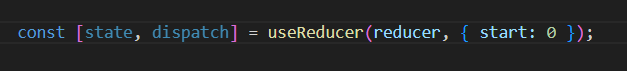 const [state, dispatch] = useReducer(reducer, { start: 0 });